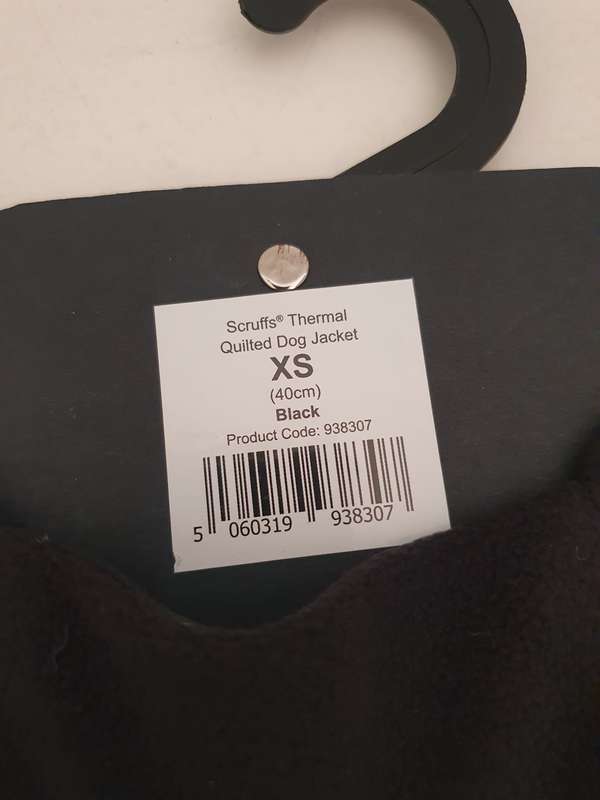 Scruffs® Thermal
Quilted Dog Jacket
XS
(40cm)
Black
Product Code: 938307
5 060319 938307